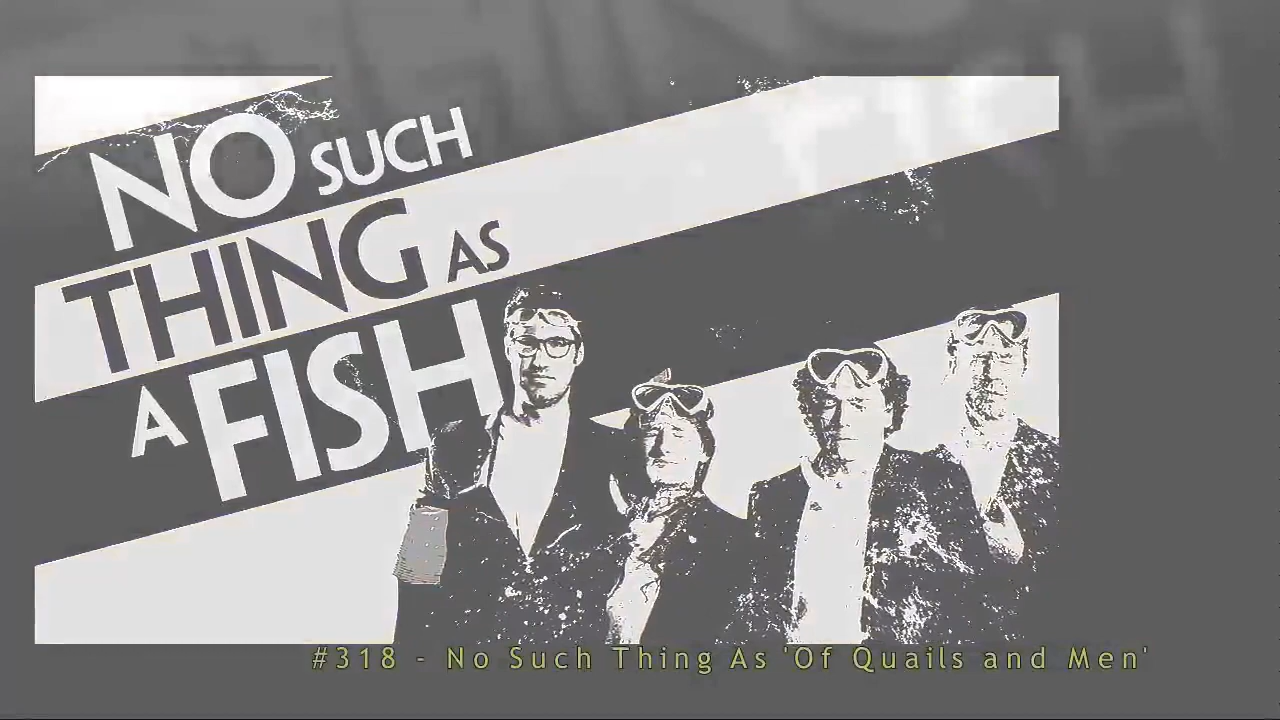 NO SUCH
THING AS
A FISH
#318 - No Such Thing As 'Of Quails and Men'